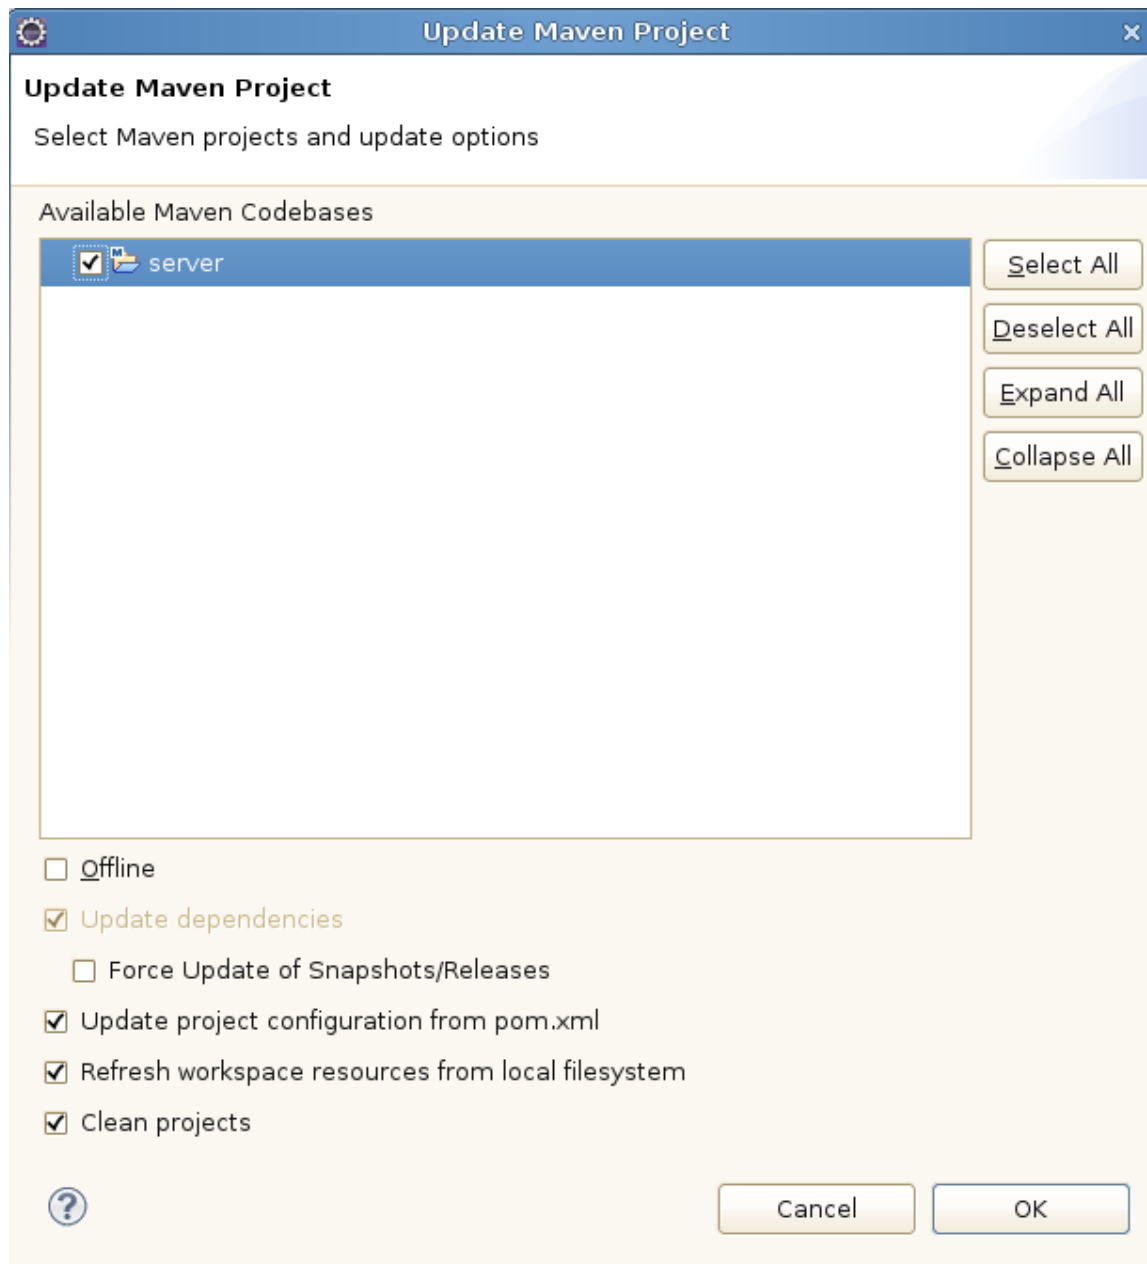 Update Maven Project
Update Maven Project
Select Maven projects and update options
Available Maven Codebases
server
Select All
Deselect All
Expand All
Collapse All
Offline
Update dependencies
Force Update of Snapshots/Releases
Update project configuration from pom.xml
Refresh workspace resources from local filesystem
Clean projects
?
Cancel
OK